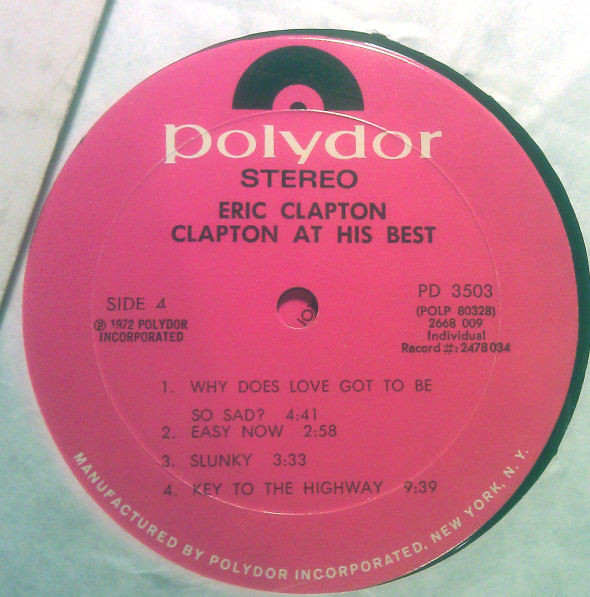 polydor
STEREO
ERIC CLAPTON
CLAPTON AT HIS BEST
SIDE 4
℗ 1972 POLYDOR
INCORPORATED
PD 3503
(POLP 80328)
2668 009
Individual
Record #: 2478 034
1. WHY DOES LOVE GOT TO BE
SO SAD? 4:41
2. EASY NOW 2:58
3. SLUNKY 3:33
4. KEY TO THE HIGHWAY 9:39
MANUFACTURED BY POLYDOR INCORPORATED, NEW YORK, N.Y.